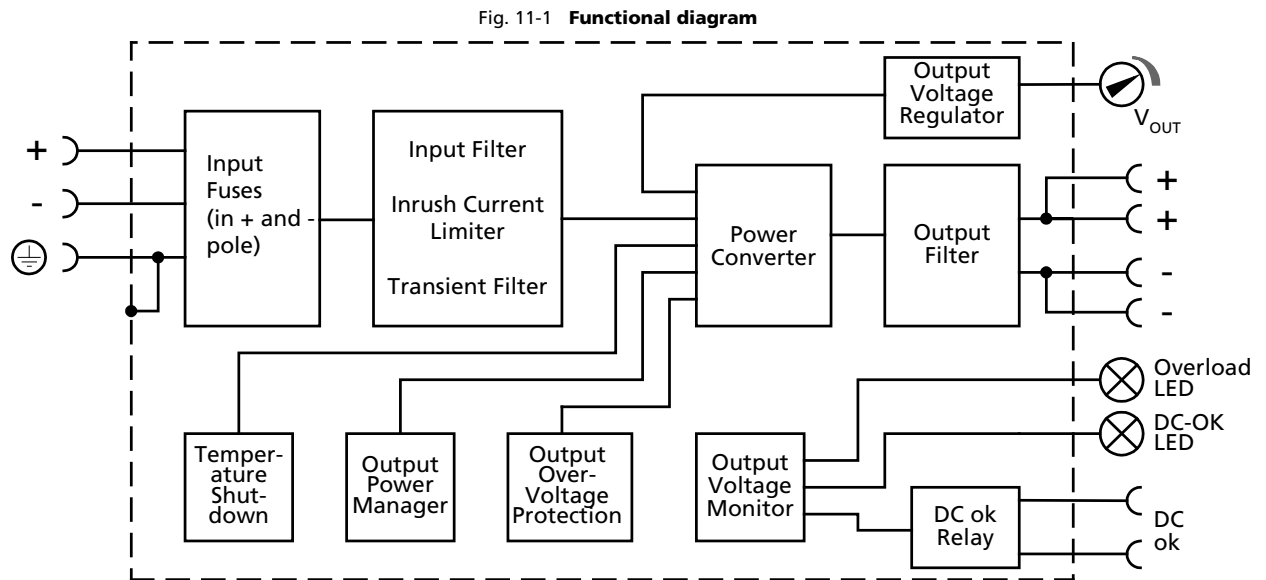 Fig. 11-1 Functional diagram
+
-
Input
Fuses
(in + and -
pole)
Input Filter
Inrush Current
Limiter
Transient Filter
Output
Voltage
Regulator
V OUT
Power
Converter
Output
Filter
+
+
-
-
Temper-
ature
Shut-
down
Output
Power
Manager
Output
Over-
Voltage
Protection
Output
Voltage
Monitor
DC ok
Relay
Overload
LED
DC-OK
LED
DC
ok